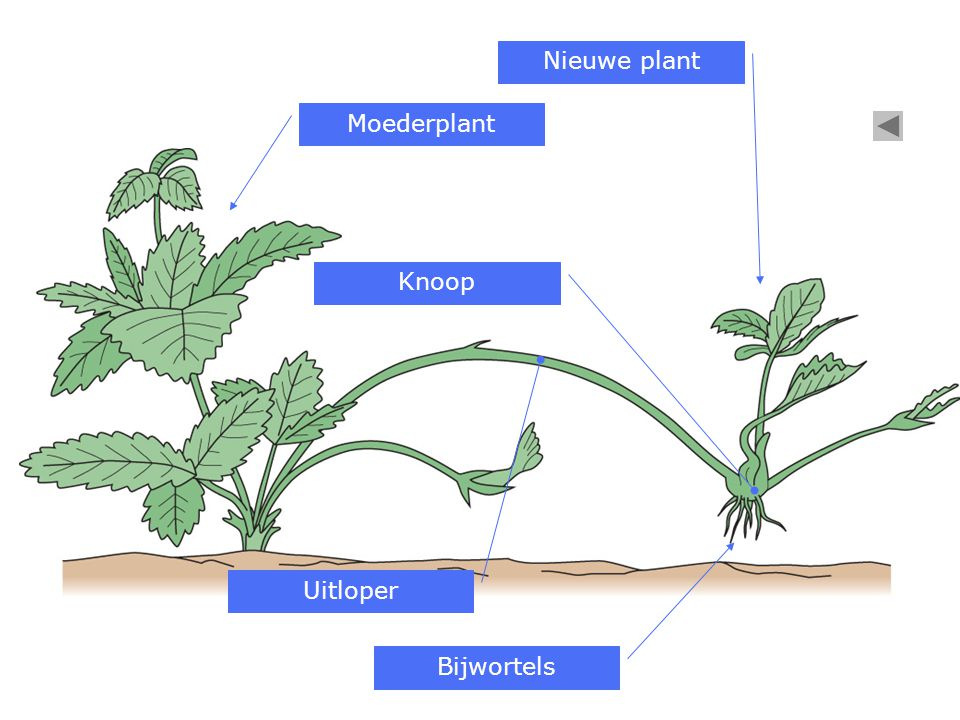 Nieuwe plant
Moederplant
Knoop
Uitloper
Bijwortels